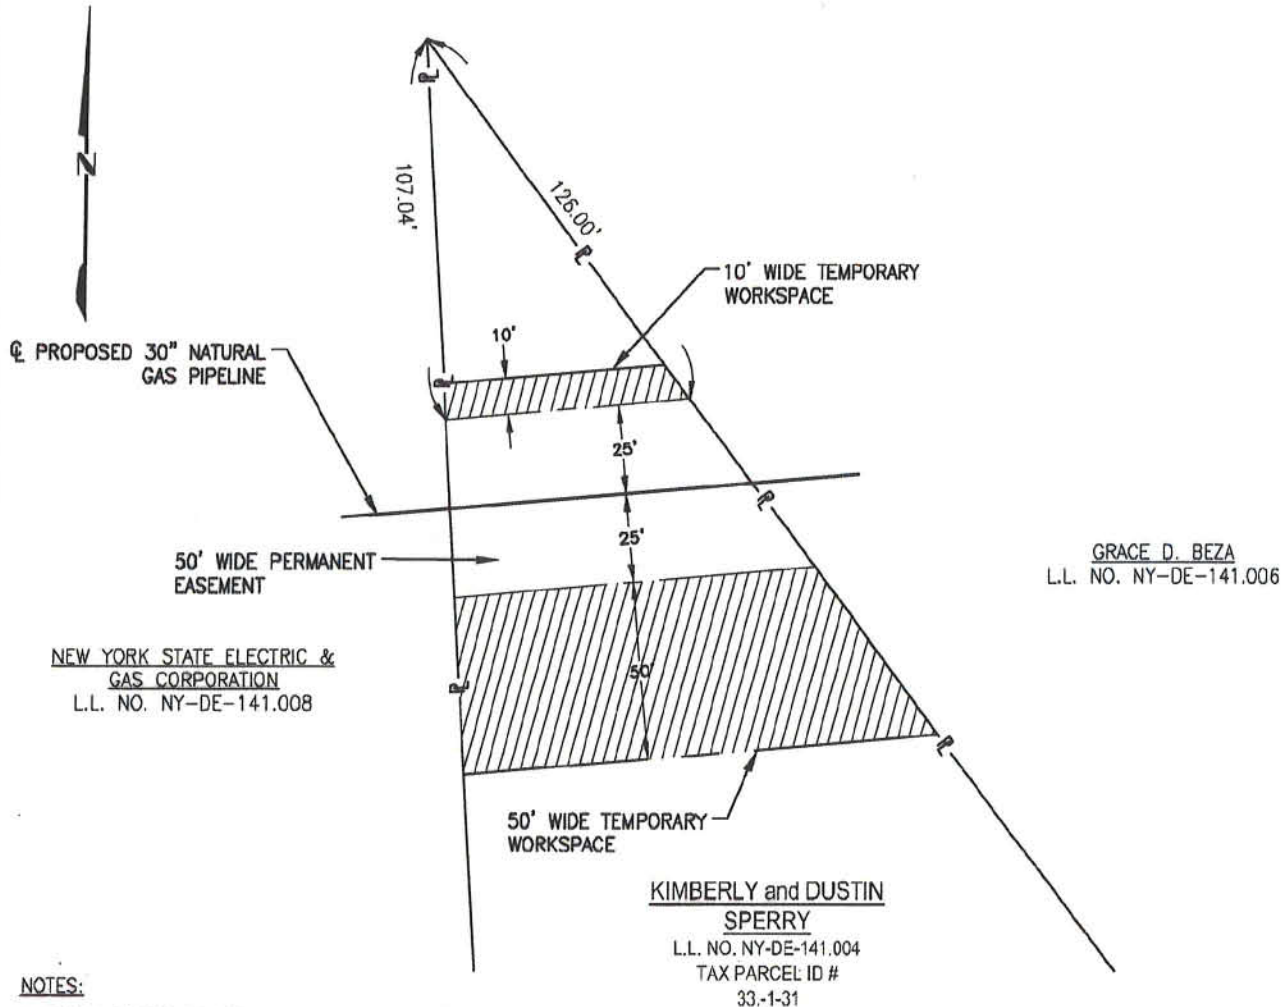 N
℄ PROPOSED 30" NATURAL
GAS PIPELINE
107.04'
126.00'
10' WIDE TEMPORARY
WORKSPACE
10'
25'
25'
50' WIDE PERMANENT
EASEMENT
50'
NEW YORK STATE ELECTRIC &
GAS CORPORATION
L.L. NO. NY-DE-141.008
GRACE D. BEZA
L.L. NO. NY-DE-141.006
50' WIDE TEMPORARY
WORKSPACE
KIMBERLY and DUSTIN
SPERRY
L.L. NO. NY-DE-141.004
TAX PARCEL ID #
33.-1-31
NOTES: